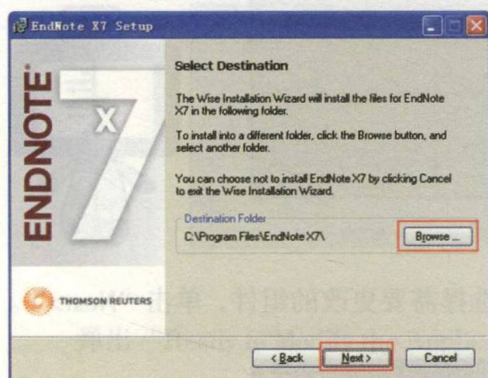 EndNote X7 Setup
ENDNOTE
X7
Select Destination
The Wise Installation Wizard will install the files for EndNote
X7 in the following folder.
To install into a different folder, click the Browse button, and
select another folder.
You can choose not to install EndNote X7 by clicking Cancel
to exit the Wise Installation Wizard.
Destination Folder
C:\Program Files\EndNote X7\
Browse ...
THOMSON REUTERS
< Back
Next >
Cancel